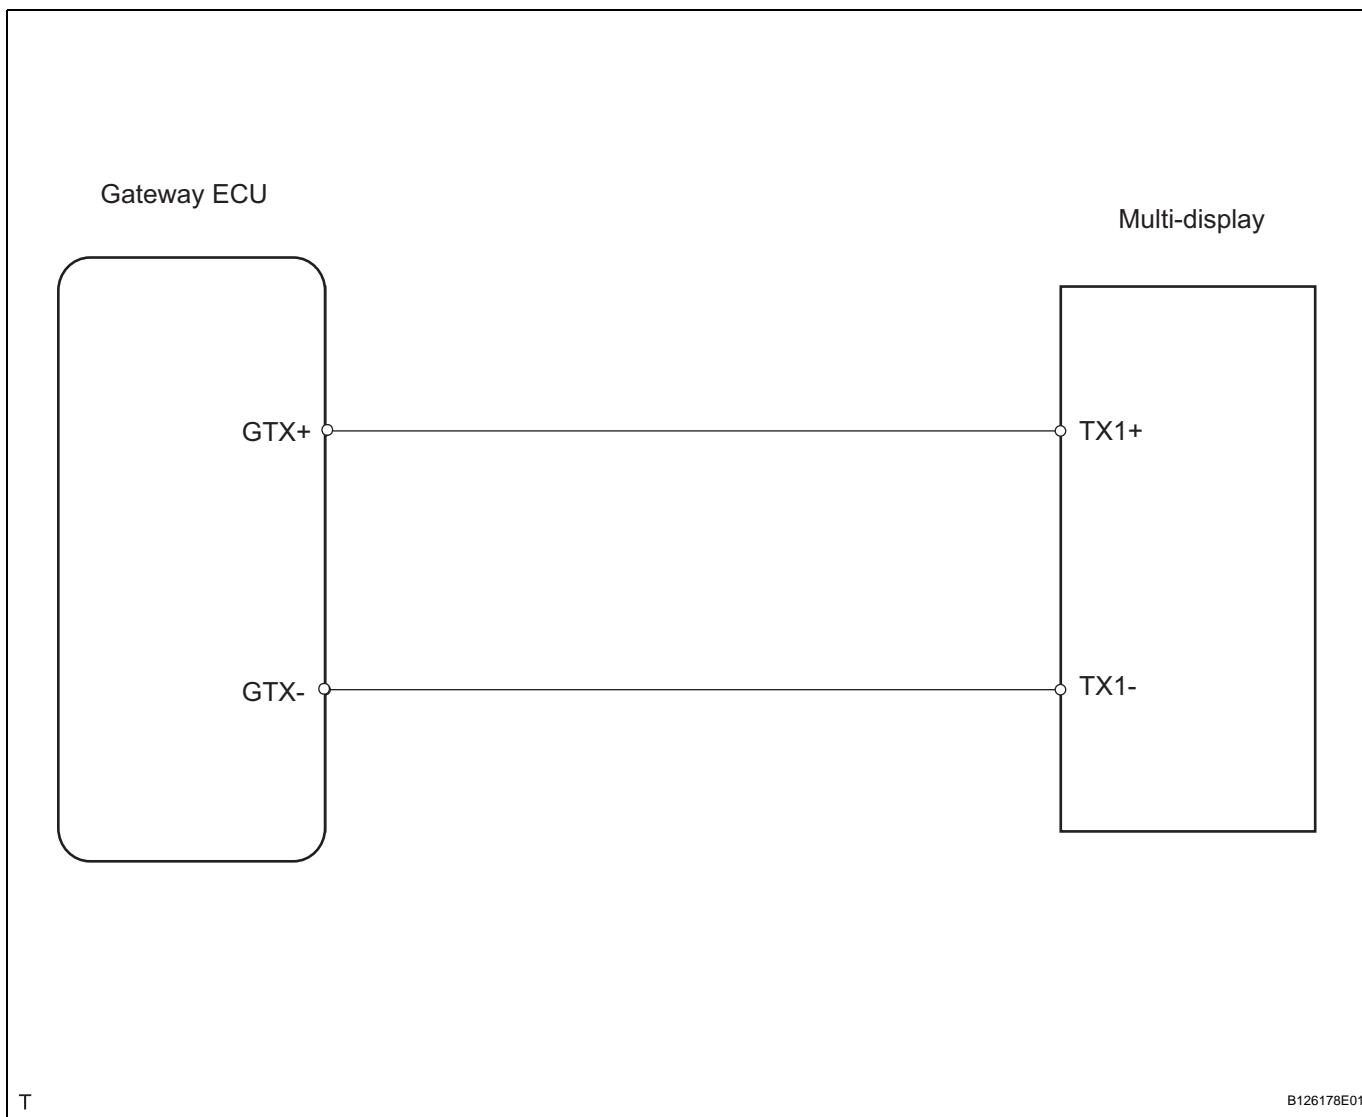 Gateway ECU
Multi-display
GTX+
TX1+
GTX-
TX1-
T
B126178E01